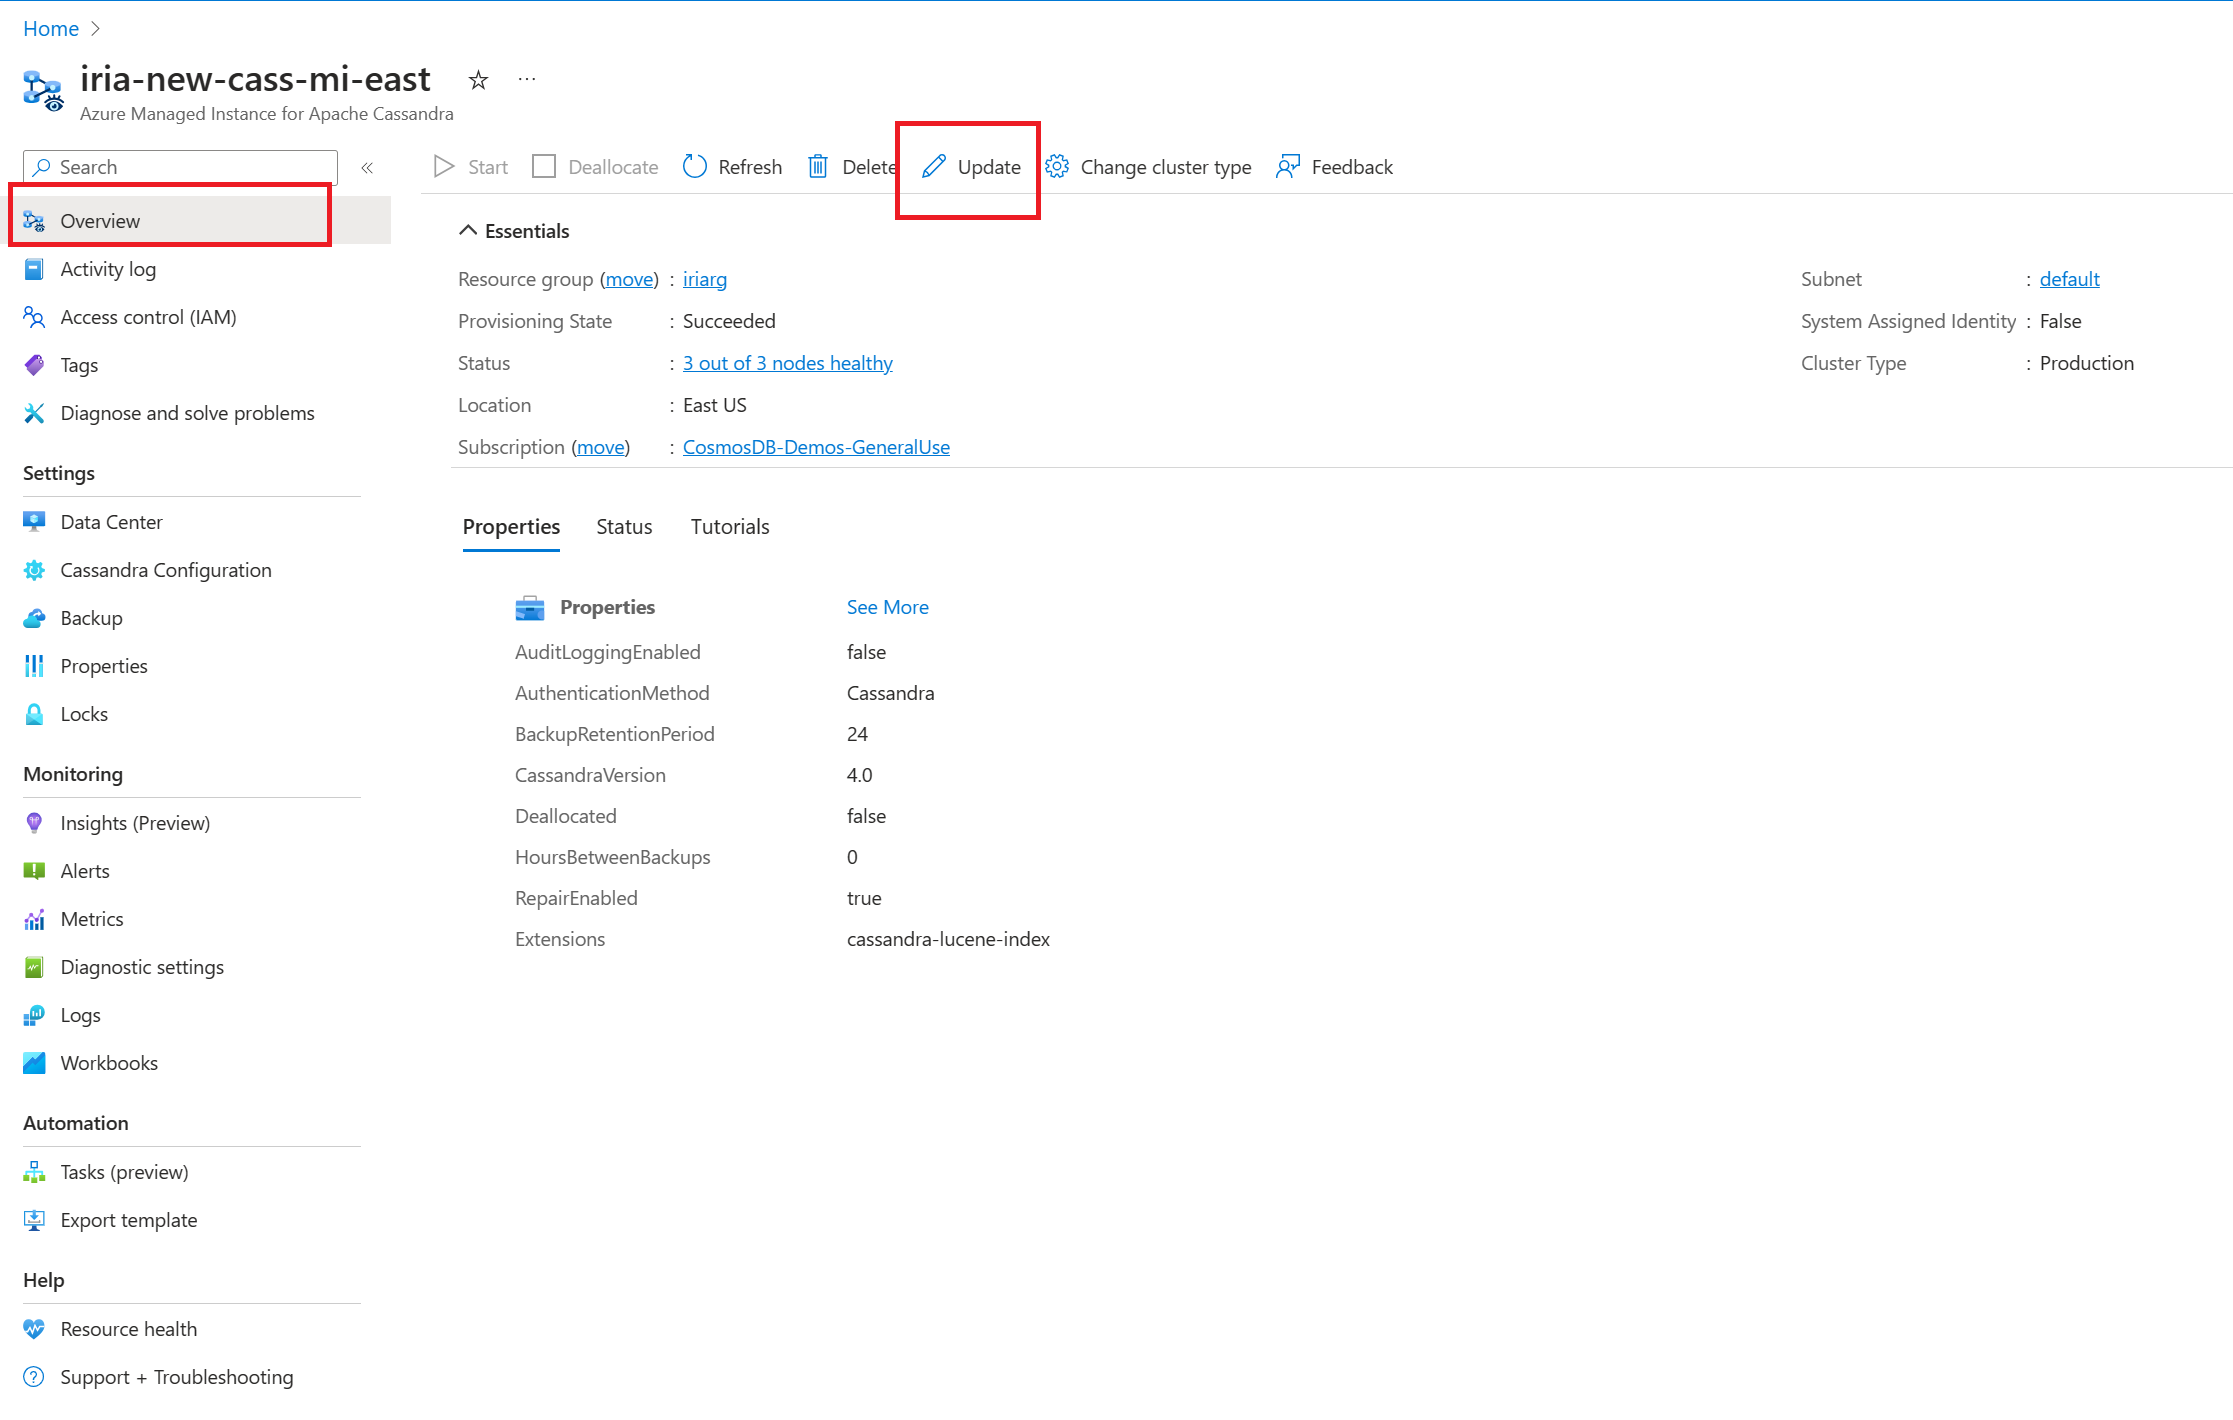 Home
iria-new-cass-mi-east
Azure Managed Instance for Apache Cassandra
Search
Start Deallocate Refresh Delete Update Change cluster type Feedback
Overview
Activity log
Access control (IAM)
Tags
Diagnose and solve problems
Settings
Data Center
Cassandra Configuration
Backup
Properties
Locks
Monitoring
Insights (Preview)
Alerts
Metrics
Diagnostic settings
Logs
Workbooks
Automation
Tasks (preview)
Export template
Help
Resource health
Support + Troubleshooting
Essentials
Resource group (move) : iriarg
Provisioning State : Succeeded
Status : 3 out of 3 nodes healthy
Location : East US
Subscription (move) : CosmosDB-Demos-GeneralUse
Subnet : default
System Assigned Identity : False
Cluster Type : Production
Properties Status Tutorials
Properties See More
AuditLoggingEnabled false
AuthenticationMethod Cassandra
BackupRetentionPeriod 24
CassandraVersion 4.0
Deallocated false
HoursBetweenBackups 0
RepairEnabled true
Extensions cassandra-lucene-index